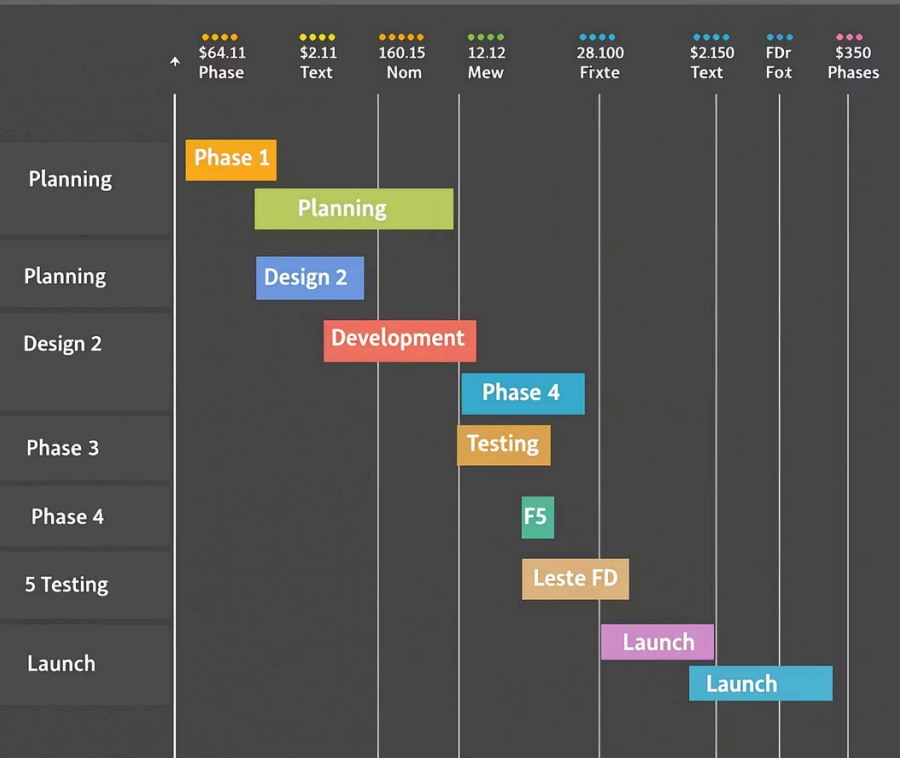 $64.11 $2.11 160.15 12.12 28.100 $2.150 FDr $350
Phase Text Nom Mew Fixte Text Fot Phases
Phase 1
Planning
Planning
Planning Design 2
Design 2 Development
Phase 4
Phase 3 Testing
Phase 4 F5
5 Testing Leste FD
Launch Launch
Launch